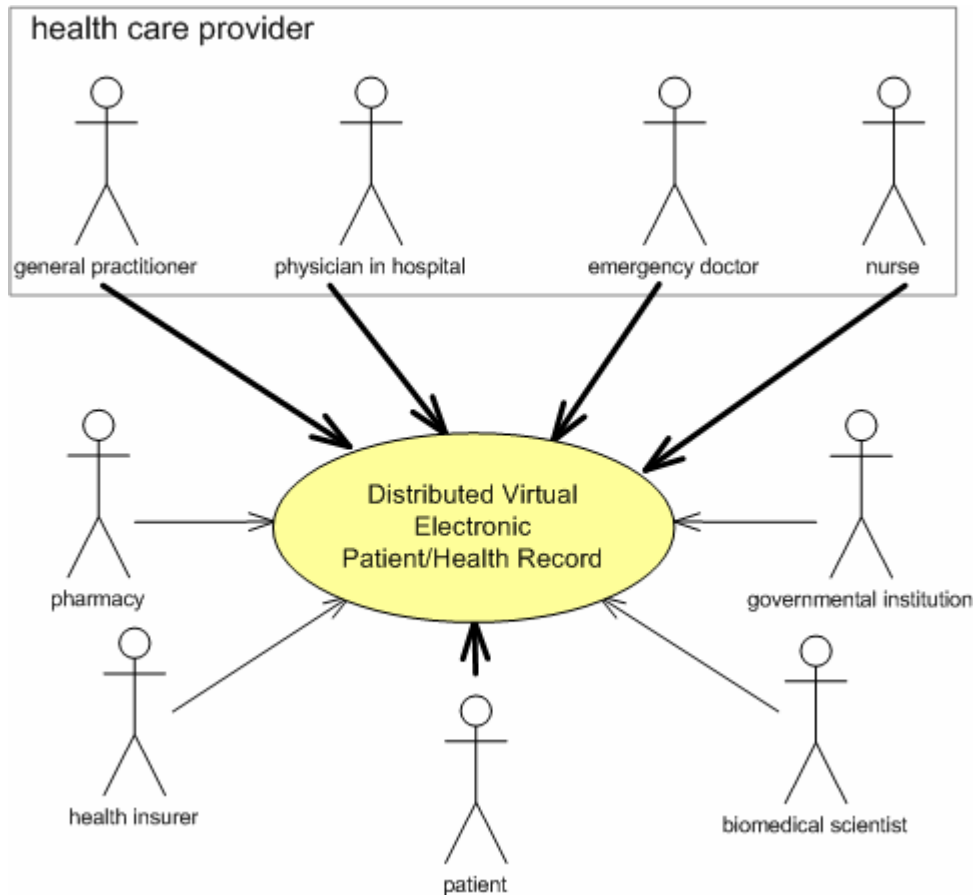 health care provider
general practitioner
physician in hospital
emergency doctor
nurse
Distributed Virtual
Electronic
Patient/Health Record
pharmacy
governmental institution
health insurer
biomedical scientist
patient